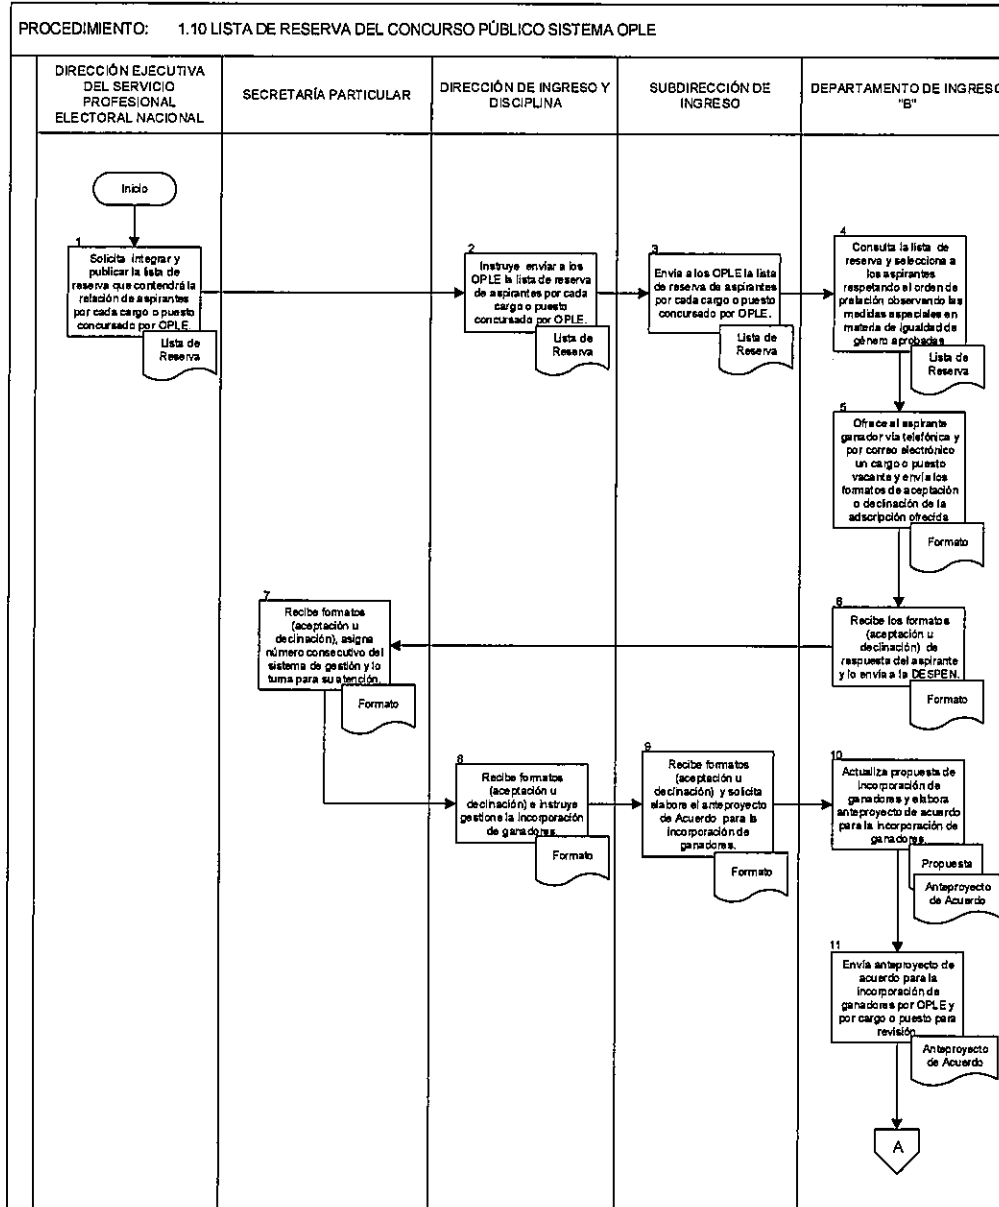 PROCEDIMIENTO: 1.10 LISTA DE RESERVA DEL CONCURSO PÚBLICO SISTEMA OPLE
DIRECCIÓN EJECUTIVA
DEL SERVICIO
PROFESIONAL
ELECTORAL NACIONAL
SECRETARÍA PARTICULAR
DIRECCIÓN DE INGRESO Y
DISCIPLINA
SUBDIRECCIÓN DE
INGRESO
DEPARTAMENTO DE INGRESO
"B"
Inicio
1
Solicita integrar y
publicar la lista de
reserva que contendrá la
relación de aspirantes
por cada cargo o puesto
concursado por OPLE.
Lista de
Reserva
2
Instruye enviar a los
OPLE la lista de reserva
de aspirantes por cada
cargo o puesto
concursado por OPLE.
Lista de
Reserva
3
Envía a los OPLE la lista
de reserva de aspirantes
por cada cargo o puesto
concursado por OPLE.
Lista de
Reserva
4
Consulta la lista de
reserva y selecciona a
los aspirantes
respetando el orden de
prelación observando las
medidas especiales en
materia de igualdad de
género aprobadas
Lista de
Reserva
5
Ofrece al aspirante
ganador vía telefónica y
por correo electrónico
un cargo o puesto
vacante y envía los
formatos de aceptación
o declinación de la
adscripción ofrecida
Formato
6
Recibe los formatos
(aceptación u
declinación) de
respuesta del aspirante
y lo envía a la DESPEN.
Formato
7
Recibe formatos
(aceptación u
declinación), asigna
número consecutivo del
sistema de gestión y lo
turna para su atención.
Formato
8
Recibe formatos
(aceptación u
declinación) e instruye
gestione la incorporación
de ganadores.
Formato
9
Recibe formatos
(aceptación u
declinación) y solicita
elabore el anteproyecto
de Acuerdo para la
incorporación de
ganadores.
Formato
10
Actualiza propuesta de
incorporación de
ganadores y elabora
anteproyecto de acuerdo
para la incorporación de
ganadores.
Propuesta
Anteproyecto
de Acuerdo
11
Envía anteproyecto de
acuerdo para la
incorporación de
ganadores por OPLE y
por cargo o puesto para
revisión
Anteproyecto
de Acuerdo
A